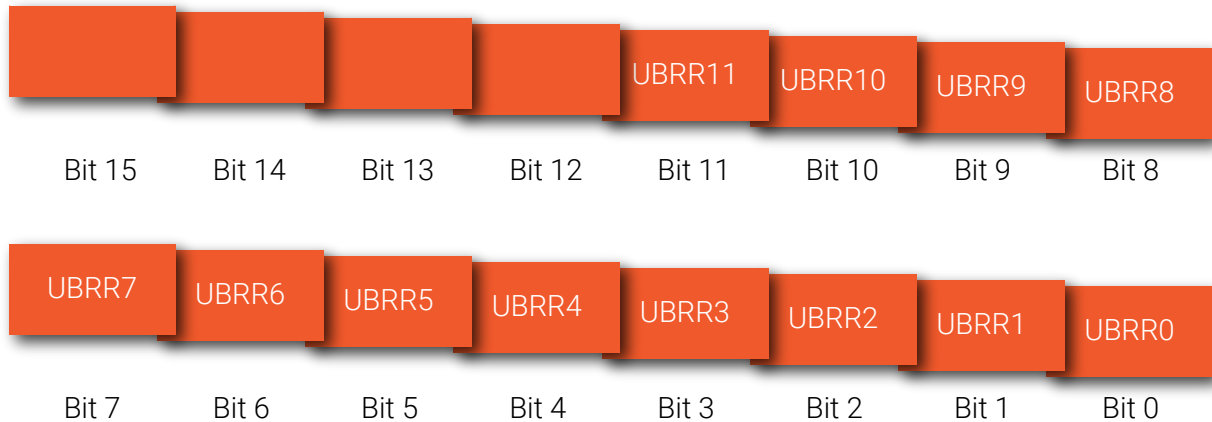 UBRR11 UBRR10 UBRR9 UBRR8
Bit 15 Bit 14 Bit 13 Bit 12 Bit 11 Bit 10 Bit 9 Bit 8
UBRR7 UBRR6 UBRR5 UBRR4 UBRR3 UBRR2 UBRR1 UBRR0
Bit 7 Bit 6 Bit 5 Bit 4 Bit 3 Bit 2 Bit 1 Bit 0